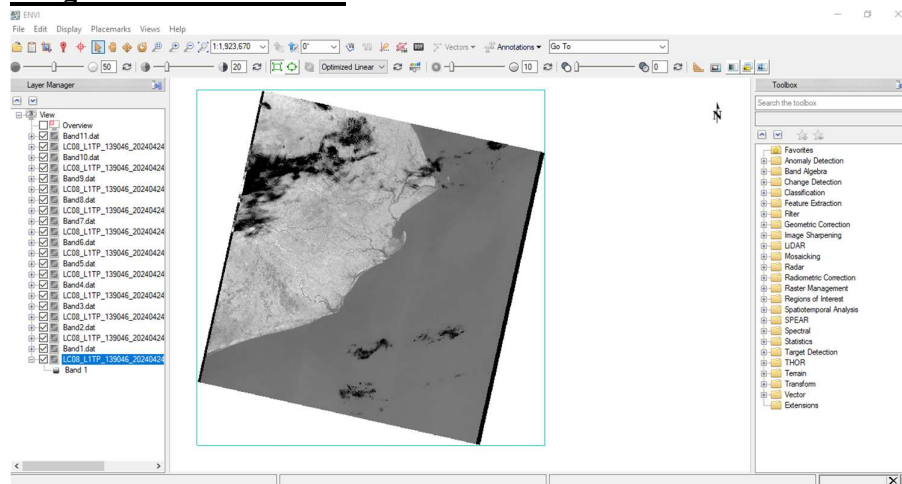 ENVI
File Edit Display Placemarks Views Help
1:1,923,670 0° Vectors Annotations Go To
50 20 Optimized Linear 10 0
Layer Manager
View
Overview
Band11.dat
LC08_L1TP_139046_20240424
Band10.dat
LC08_L1TP_139046_20240424
Band9.dat
LC08_L1TP_139046_20240424
Band8.dat
LC08_L1TP_139046_20240424
Band7.dat
LC08_L1TP_139046_20240424
Band6.dat
LC08_L1TP_139046_20240424
Band5.dat
LC08_L1TP_139046_20240424
Band4.dat
LC08_L1TP_139046_20240424
Band3.dat
LC08_L1TP_139046_20240424
Band2.dat
LC08_L1TP_139046_20240424
Band1.dat
LC08_L1TP_139046_20240424
Band 1
N
Toolbox
Search the toolbox
Favorites
Anomaly Detection
Band Algebra
Change Detection
Classification
Feature Extraction
Filter
Geometric Correction
Image Sharpening
LiDAR
Mosaicking
Radar
Radiometric Correction
Raster Management
Regions of Interest
Spatiotemporal Analysis
SPEAR
Spectral
Statistics
Target Detection
THOR
Terrain
Transform
Vector
Extensions